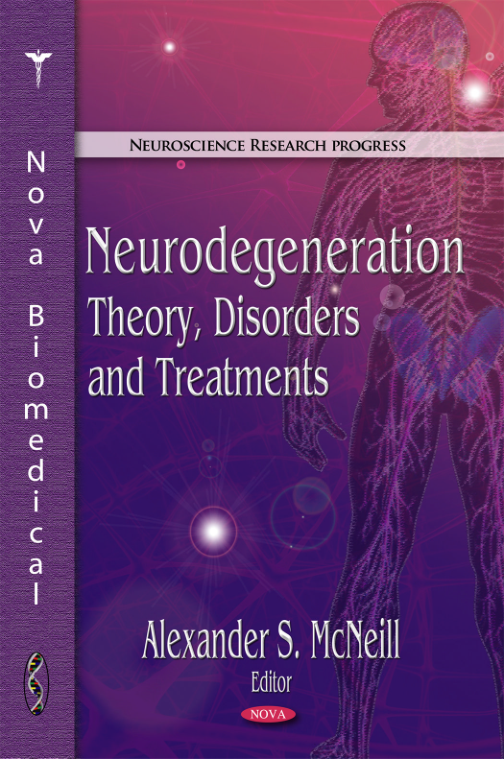 Nova Biomedical
NEUROSCIENCE RESEARCH PROGRESS
Neurodegeneration
Theory, Disorders
and Treatments
Alexander S. McNeill
Editor
NOVA